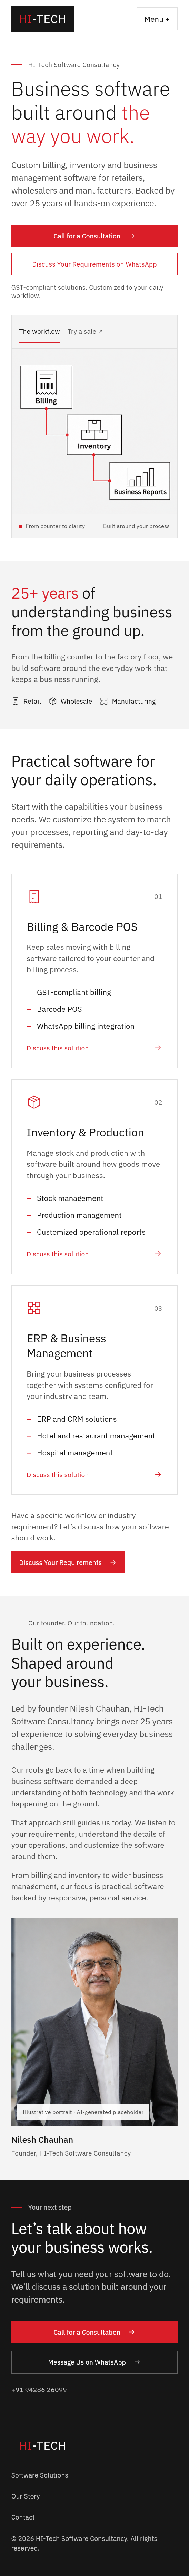 HI-TECH
Menu +
HI-Tech Software Consultancy
Business software
built around the
way you work.
Custom billing, inventory and business
management software for retailers,
wholesalers and manufacturers. Backed by
over 25 years of hands-on experience.
Call for a Consultation →
Discuss Your Requirements on WhatsApp
GST-compliant solutions. Customized to your daily
workflow.
The workflow
Try a sale ↗
Billing
Inventory
Business Reports
From counter to clarity
Built around your process
25+ years of
understanding business
from the ground up.
From the billing counter to the factory floor, we
build software around the everyday work that
keeps a business running.
Retail
Wholesale
Manufacturing
Practical software for
your daily operations.
Start with the capabilities your business
needs. We customize the system to match
your processes, reporting and day-to-day
requirements.
01
Billing & Barcode POS
Keep sales moving with billing
software tailored to your counter and
billing process.
+ GST-compliant billing
+ Barcode POS
+ WhatsApp billing integration
Discuss this solution →
02
Inventory & Production
Manage stock and production with
software built around how goods move
through your business.
+ Stock management
+ Production management
+ Customized operational reports
Discuss this solution →
03
ERP & Business
Management
Bring your business processes
together with systems configured for
your industry and team.
+ ERP and CRM solutions
+ Hotel and restaurant management
+ Hospital management
Discuss this solution →
Have a specific workflow or industry
requirement? Let's discuss how your software
should work.
Discuss Your Requirements →
Our founder. Our foundation.
Built on experience.
Shaped around
your business.
Led by founder Nilesh Chauhan, HI-Tech
Software Consultancy brings over 25 years
of experience to solving everyday business
challenges.
Our roots go back to a time when building
business software demanded a deep
understanding of both technology and the work
happening on the ground.
That approach still guides us today. We listen to
your requirements, understand the details of
your operations, and customize the software
around them.
From billing and inventory to wider business
management, our focus is practical software
backed by responsive, personal service.
Illustrative portrait · AI-generated placeholder
Nilesh Chauhan
Founder, HI-Tech Software Consultancy
Your next step
Let's talk about how
your business works.
Tell us what you need your software to do.
We'll discuss a solution built around your
requirements.
Call for a Consultation →
Message Us on WhatsApp →
+91 94286 26099
HI-TECH
Software Solutions
Our Story
Contact
© 2026 HI-Tech Software Consultancy. All rights
reserved.